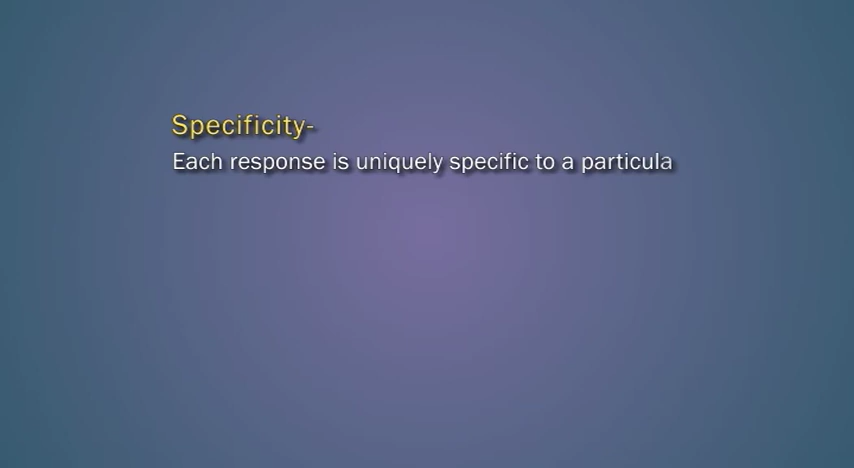 Specificity-
Each response is uniquely specific to a particula